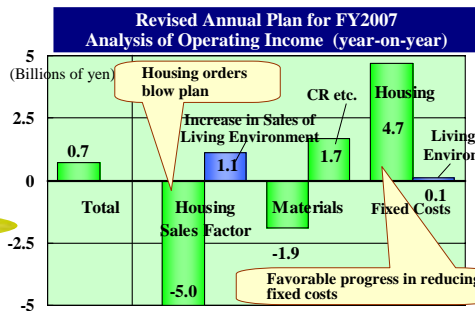 Revised Annual Plan for FY2007
Analysis of Operating Income (year-on-year)
5
(Billions of yen)
Housing orders
blow plan
CR etc.
Housing
2.5
Increase in Sales of
Living Environment
4.7
Living
Environ
0.7
1.1
1.7
0
0.1
Total
Housing
Sales Factor
Materials
Fixed Costs
-2.5
-1.9
Favorable progress in reducing
fixed costs
-5.0
-5